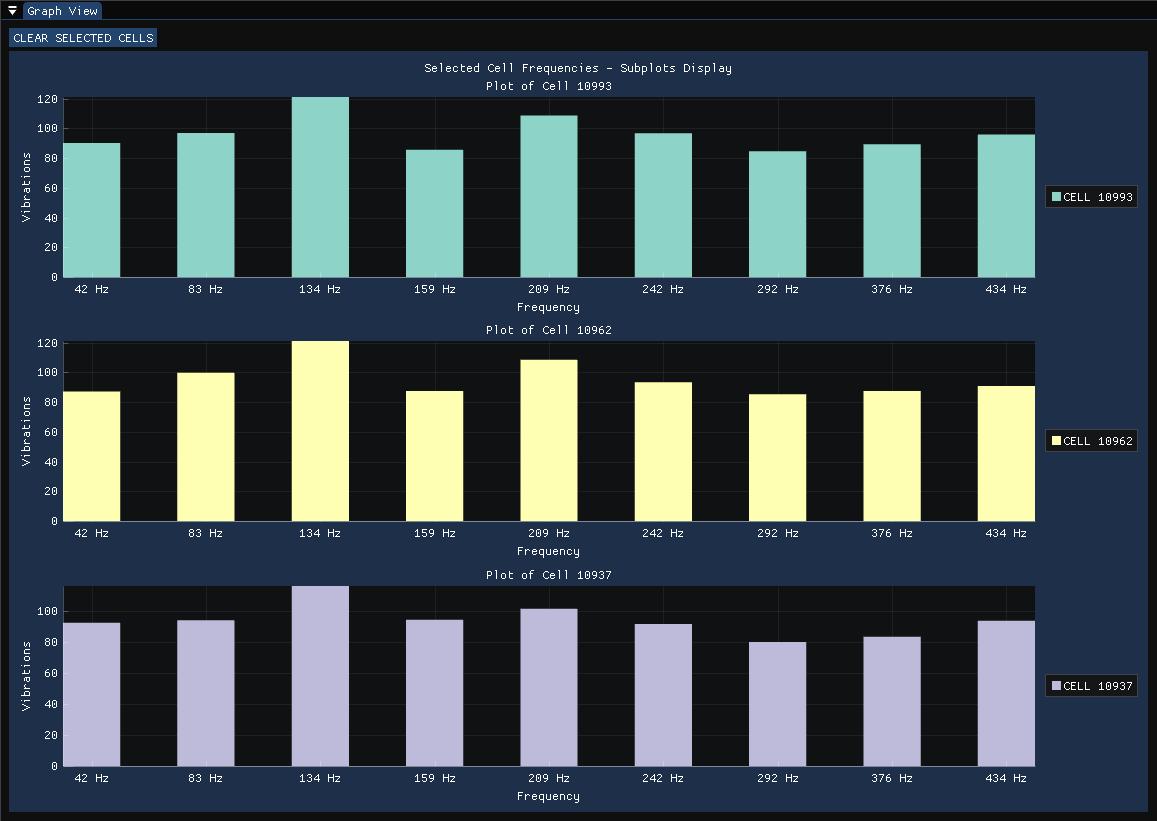 Graph View
CLEAR SELECTED CELLS
Selected Cell Frequencies - Subplots Display
Plot of Cell 10993
120
100
80
60
40
20
0
Vibrations
42 Hz 83 Hz 134 Hz 159 Hz 209 Hz 242 Hz 292 Hz 376 Hz 434 Hz
Frequency
CELL 10993
Plot of Cell 10962
120
100
80
60
40
20
0
Vibrations
42 Hz 83 Hz 134 Hz 159 Hz 209 Hz 242 Hz 292 Hz 376 Hz 434 Hz
Frequency
CELL 10962
Plot of Cell 10937
100
80
60
40
20
0
Vibrations
42 Hz 83 Hz 134 Hz 159 Hz 209 Hz 242 Hz 292 Hz 376 Hz 434 Hz
Frequency
CELL 10937